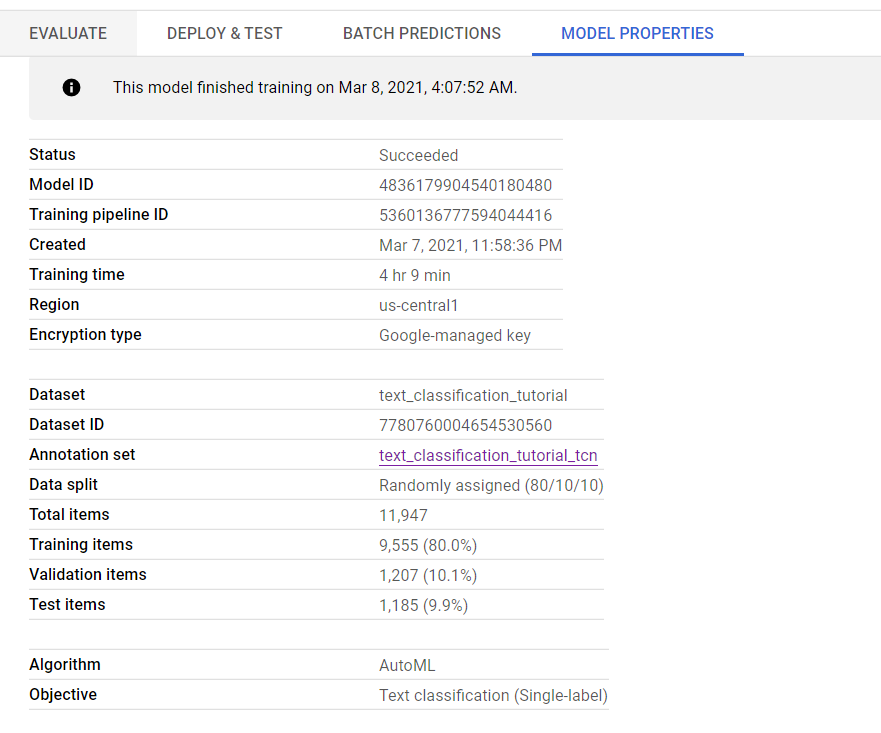 EVALUATE DEPLOY & TEST BATCH PREDICTIONS MODEL PROPERTIES
This model finished training on Mar 8, 2021, 4:07:52 AM.
Status Succeeded
Model ID 4836179904540180480
Training pipeline ID 5360136777594044416
Created Mar 7, 2021, 11:58:36 PM
Training time 4 hr 9 min
Region us-central1
Encryption type Google-managed key
Dataset text_classification_tutorial
Dataset ID 7780760004654530560
Annotation set text_classification_tutorial_tcn
Data split Randomly assigned (80/10/10)
Total items 11,947
Training items 9,555 (80.0%)
Validation items 1,207 (10.1%)
Test items 1,185 (9.9%)
Algorithm AutoML
Objective Text classification (Single-label)